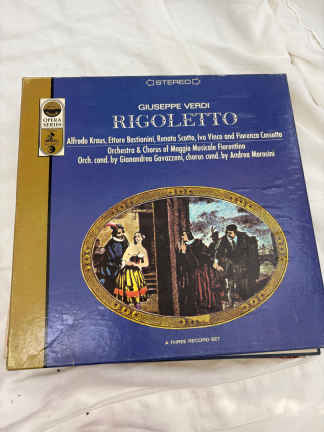 STEREO
GIUSEPPE VERDI
RIGOLETTO
OPERA
SERIES
Alfredo Kraus, Ettore Bastianini, Renata Scotto, Ivo Vinco and Fiorenza Cossotto
Orchestra & Chorus of Maggio Musicale Fiorentino
Orch. cond. by Gianandrea Gavazzeni, chorus cond. by Andrea Morosini
A THREE RECORD SET